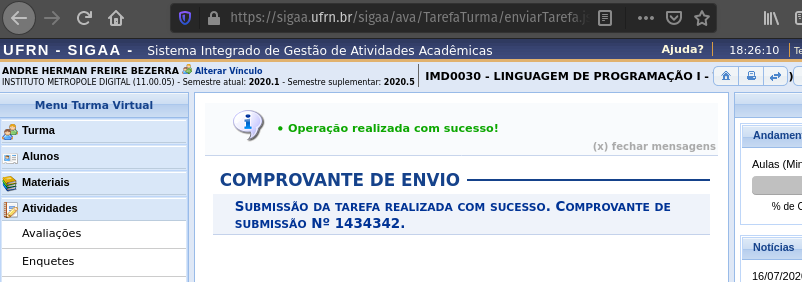 https://sigaa.ufrn.br/sigaa/ava/TarefaTurma/enviarTarefa.
UFRN - SIGAA - Sistema Integrado de Gestão de Atividades Acadêmicas Ajuda? 18:26:10
ANDRE HERMAN FREIRE BEZERRA Alterar Vínculo
INSTITUTO METROPOLE DIGITAL (11.00.05) - Semestre atual: 2020.1 - Semestre suplementar: 2020.5
IMD0030 - LINGUAGEM DE PROGRAMAÇÃO I -
Menu Turma Virtual
Turma
Alunos
Materiais
Atividades
Avaliações
Enquetes
• Operação realizada com sucesso!
(x) fechar mensagens
COMPROVANTE DE ENVIO
SUBMISSÃO DA TAREFA REALIZADA COM SUCESSO. COMPROVANTE DE
SUBMISSÃO Nº 1434342.
Andamen
Aulas (Min
% de C
Notícias
16/07/202